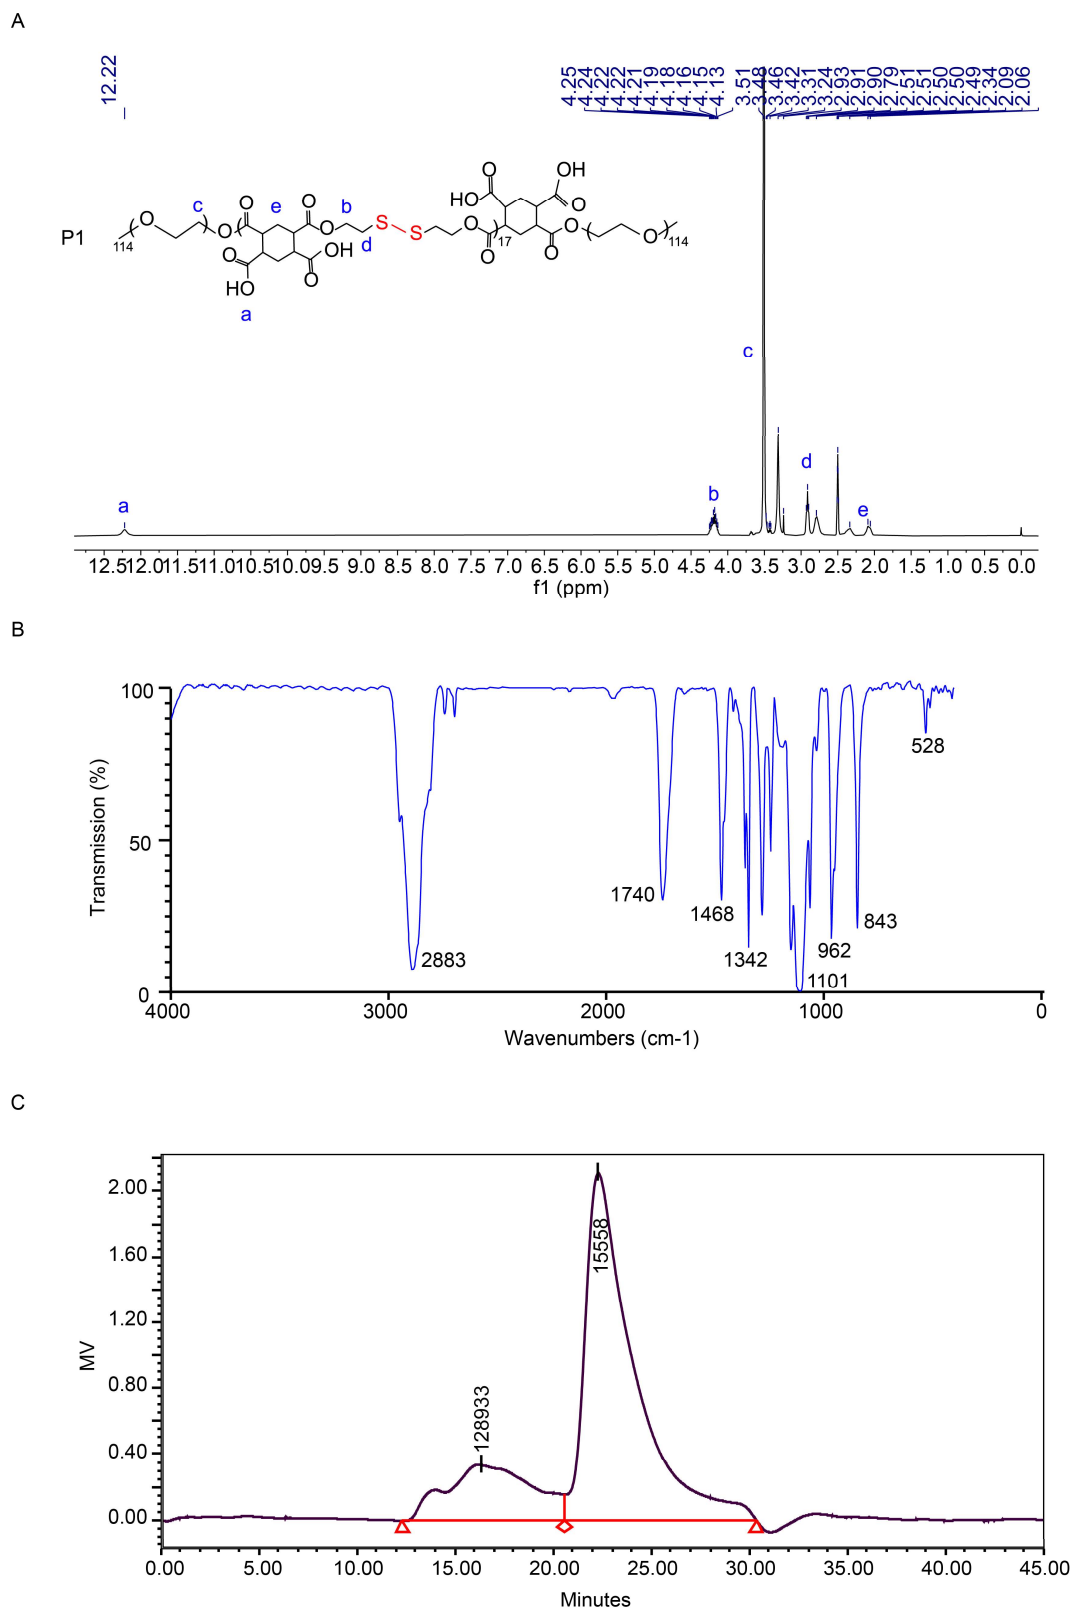 A
12.22
4.25
4.24
4.22
4.22
4.21
4.19
4.18
4.16
4.15
4.13
3.51
3.48
3.46
3.42
3.31
3.24
2.93
2.91
2.90
2.79
2.51
2.51
2.50
2.50
2.49
2.34
2.09
2.06
P1
O
114
c
O
O
e
O
O
b
S
S
d
O
OH
O
O
HO
a
HO
O
OH
O
O
O
17
O
O
O
114
c
a
b
d
e
12.5 12.0 11.5 11.0 10.5 10.0 9.5 9.0 8.5 8.0 7.5 7.0 6.5 6.0 5.5 5.0 4.5 4.0 3.5 3.0 2.5 2.0 1.5 1.0 0.5 0.0
f1 (ppm)
B
100
50
0
Transmission (%)
2883
1740
1468
1342
1101
962
843
528
4000 3000 2000 1000 0
Wavenumbers (cm-1)
C
2.00
1.60
1.20
0.80
0.40
0.00
MV
128933
15558
0.00 5.00 10.00 15.00 20.00 25.00 30.00 35.00 40.00 45.00
Minutes